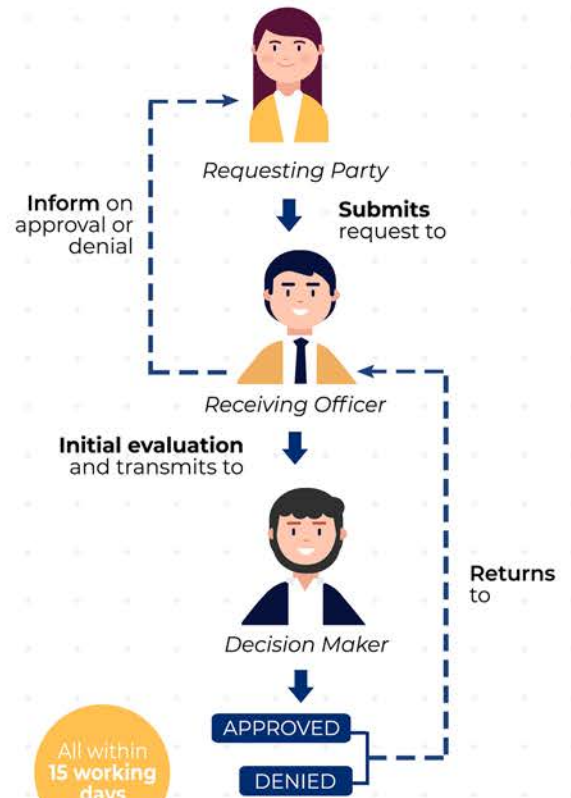 Requesting Party
Inform on
approval or
denial
Submits
request to
Receiving Officer
Initial evaluation
and transmits to
Decision Maker
Returns
to
APPROVED
DENIED
All within
15 working
days